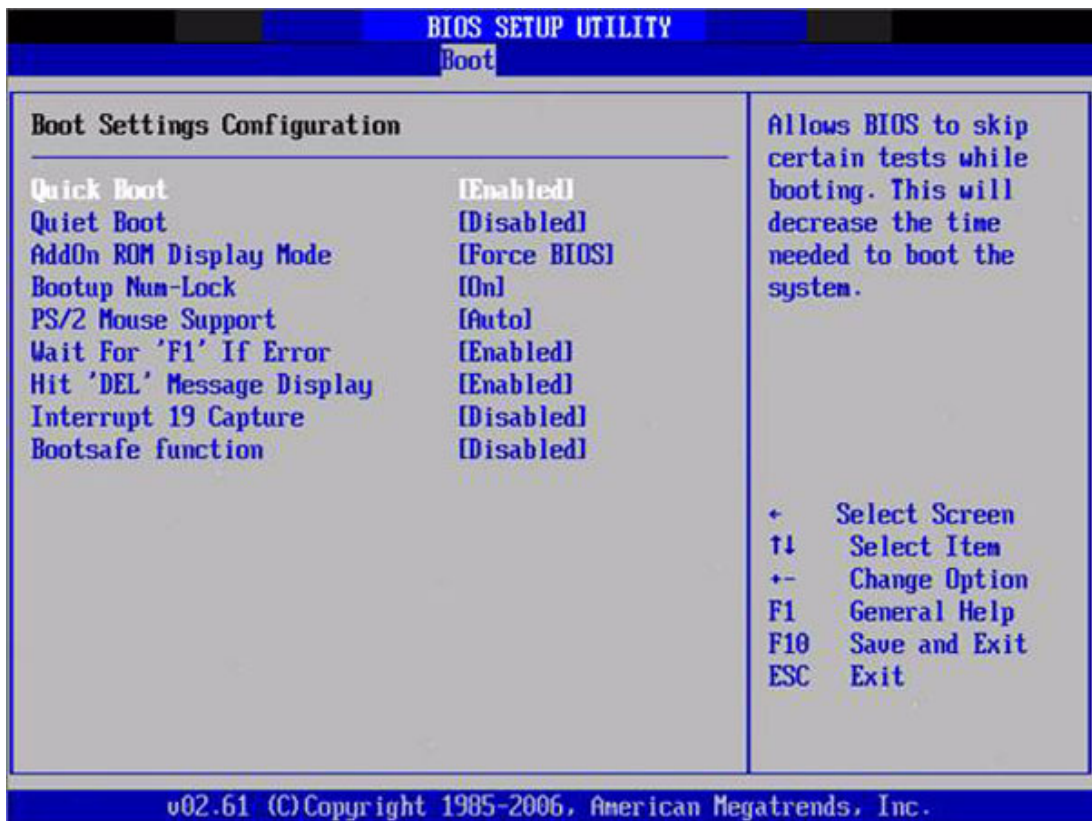 BIOS SETUP UTILITY
Boot
Boot Settings Configuration
Quick Boot [Enabled]
Quiet Boot [Disabled]
AddOn ROM Display Mode [Force BIOS]
Bootup Num-Lock [On]
PS/2 Mouse Support [Auto]
Wait For 'F1' If Error [Enabled]
Hit 'DEL' Message Display [Enabled]
Interrupt 19 Capture [Disabled]
Bootsafe function [Disabled]
Allows BIOS to skip
certain tests while
booting. This will
decrease the time
needed to boot the
system.
← Select Screen
↑↓ Select Item
+- Change Option
F1 General Help
F10 Save and Exit
ESC Exit
v02.61 (C)Copyright 1985-2006, American Megatrends, Inc.